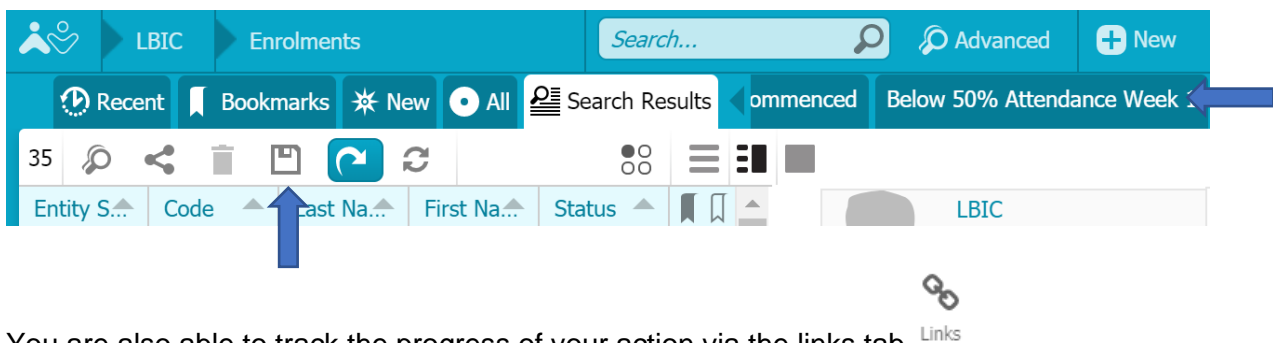 LBIC Enrolments Search... Advanced New
Recent Bookmarks New All Search Results ommenced Below 50% Attendance Week
35
Entity S... Code Last Na... First Na... Status LBIC
Links
You are also able to track the progress of your action via the links tab